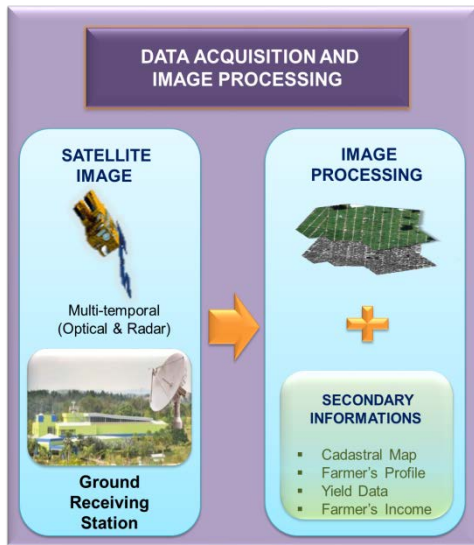 DATA ACQUISITION AND
IMAGE PROCESSING
SATELLITE
IMAGE
Multi-temporal
(Optical & Radar)
Ground
Receiving
Station
IMAGE
PROCESSING
SECONDARY
INFORMATIONS
▪ Cadastral Map
▪ Farmer's Profile
▪ Yield Data
▪ Farmer's Income